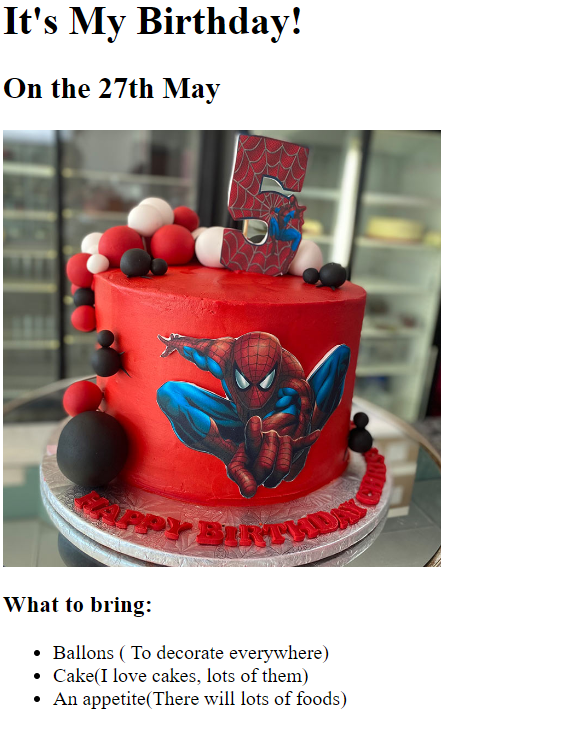 It's My Birthday!
On the 27th May
5
HAPPY BIRTHDAY
What to bring:
Ballons ( To decorate everywhere)
Cake(I love cakes, lots of them)
An appetite(There will lots of foods)